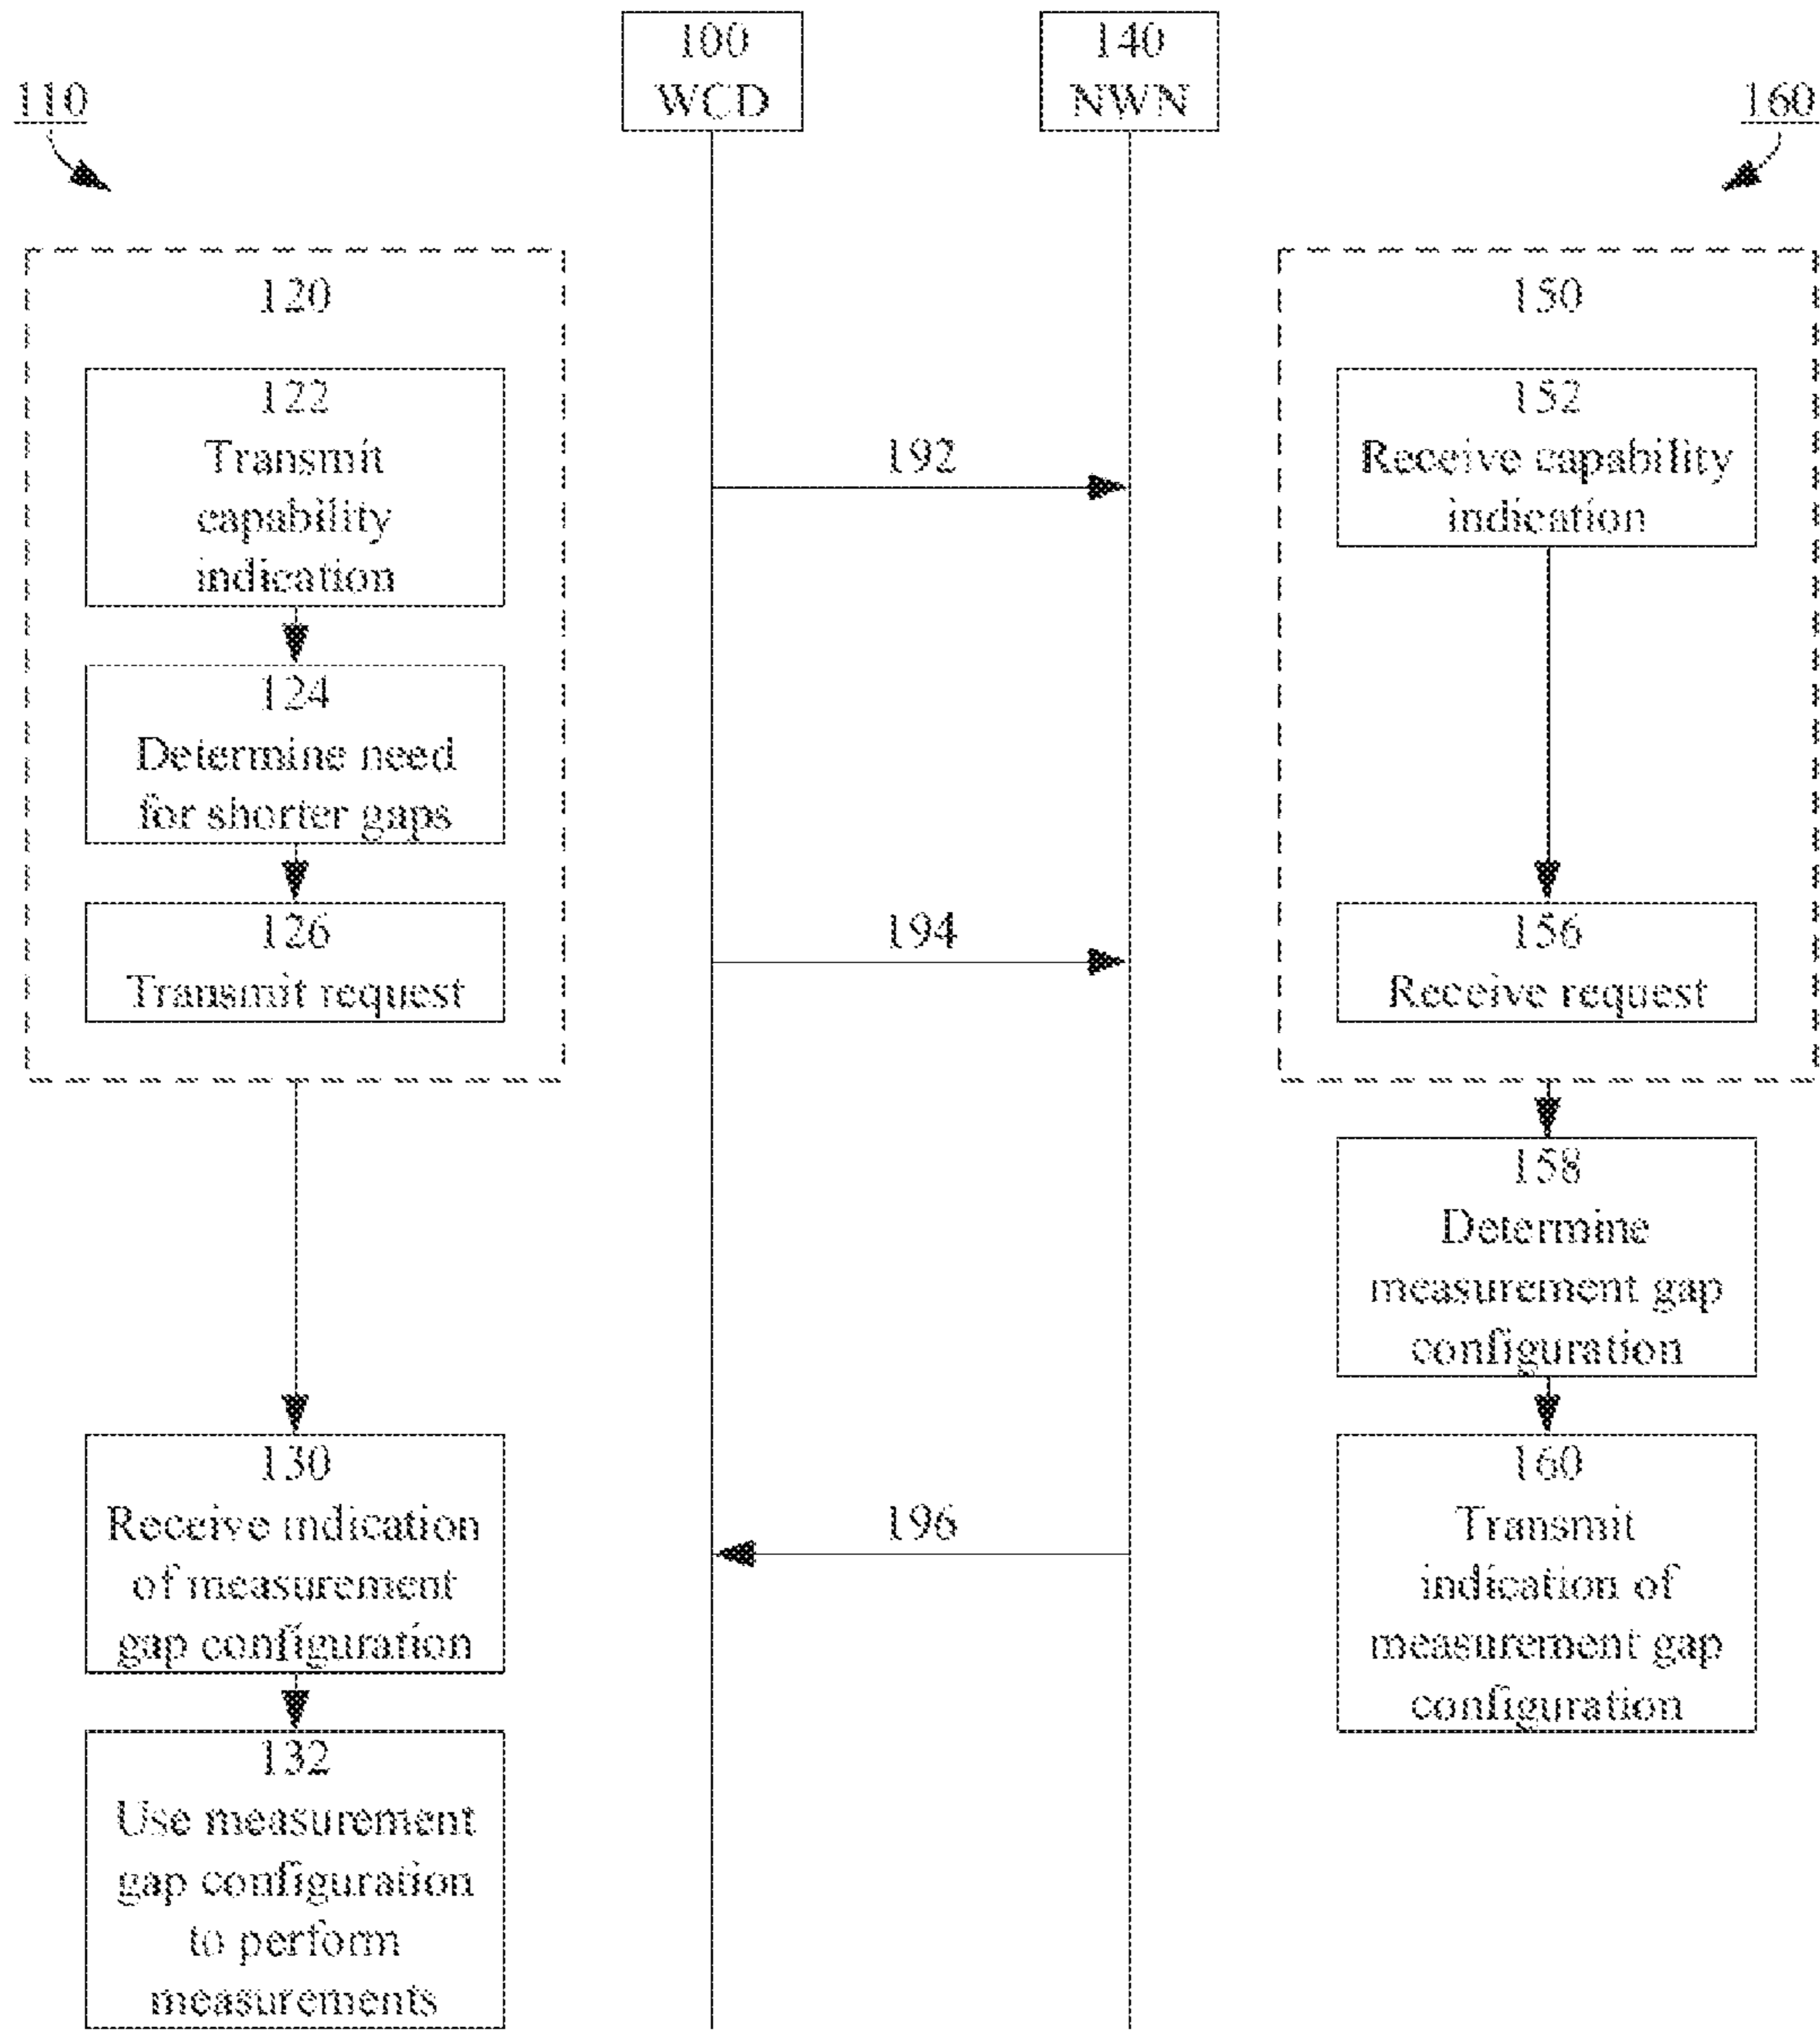 110
100
WCD
140
NWN
160
120
122
Transmit
capability
indication
124
Determine need
for shorter gaps
126
Transmit request
192
194
150
152
Receive capability
indication
156
Receive request
158
Determine
measurement gap
configuration
130
Receive indication
of measurement
gap configuration
196
160
Transmit
indication of
measurement gap
configuration
132
Use measurement
gap configuration
to perform
measurements